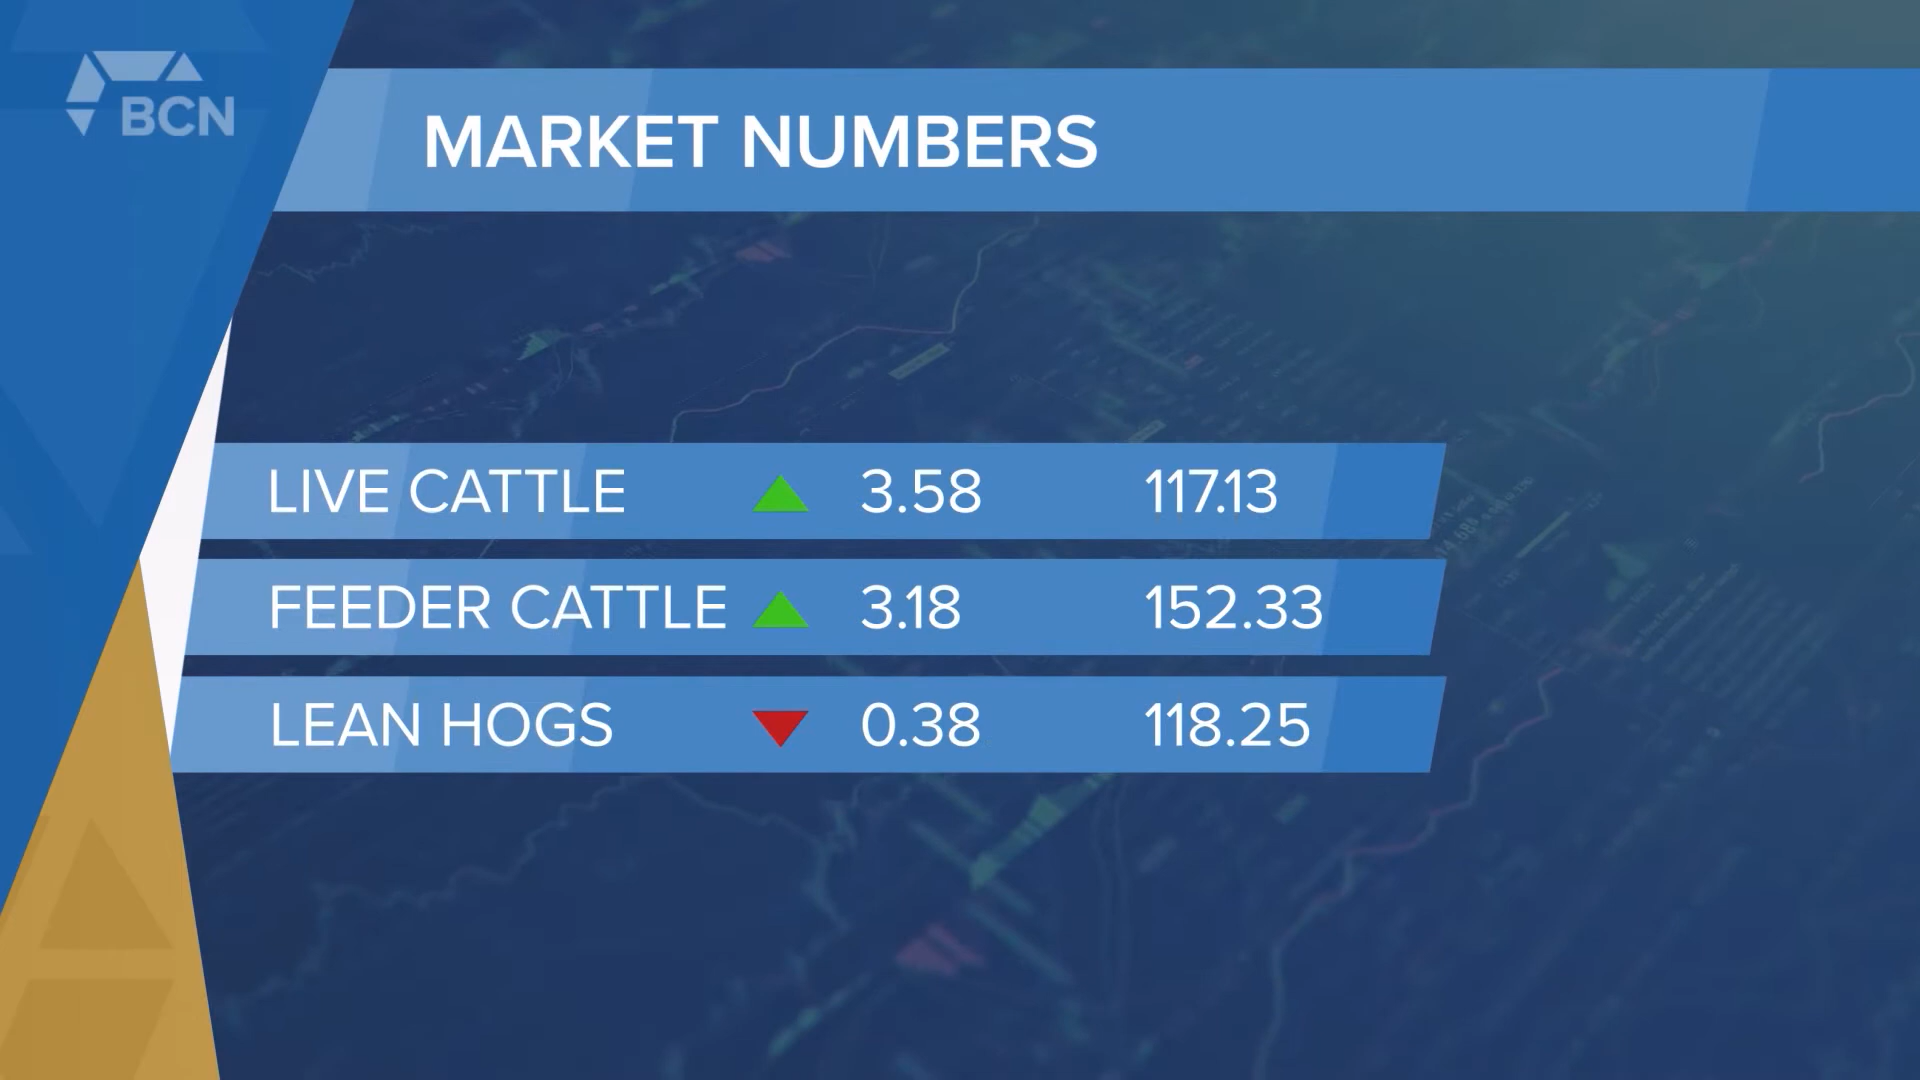 BCN
MARKET NUMBERS
LIVE CATTLE 3.58 117.13
FEEDER CATTLE 3.18 152.33
LEAN HOGS 0.38 118.25